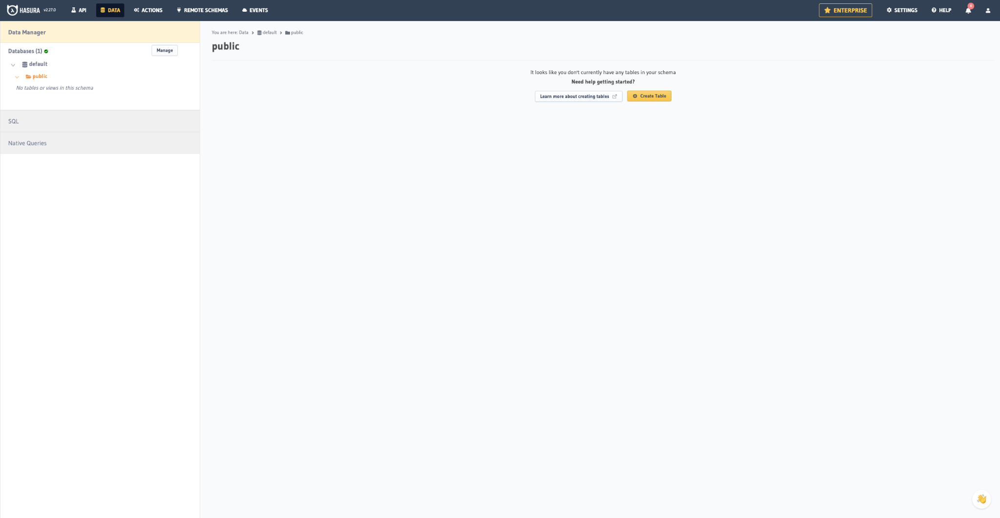 HASURA v2.27.0 API DATA ACTIONS REMOTE SCHEMAS EVENTS ENTERPRISE SETTINGS HELP 6
Data Manager
Databases (1) Manage
default
public
No tables or views in this schema
SQL
Native Queries
You are here: Data > default > public
public
It looks like you don't currently have any tables in your schema
Need help getting started?
Learn more about creating tables Create Table